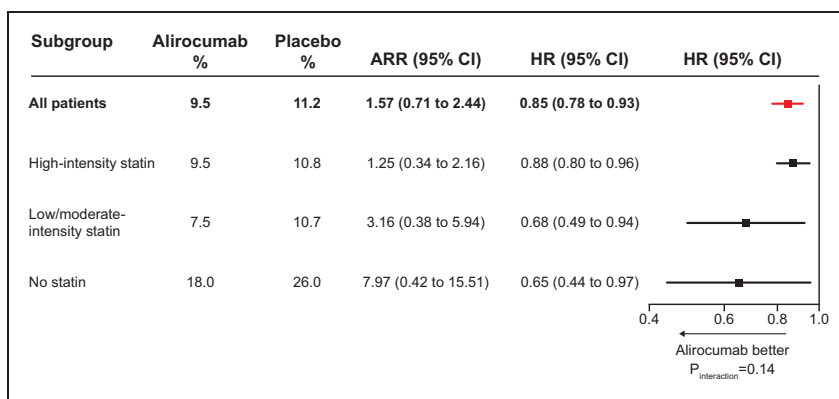 Subgroup Alirocumab % Placebo % ARR (95% CI) HR (95% CI) HR (95% CI)
All patients 9.5 11.2 1.57 (0.71 to 2.44) 0.85 (0.78 to 0.93)
High-intensity statin 9.5 10.8 1.25 (0.34 to 2.16) 0.88 (0.80 to 0.96)
Low/moderate-
intensity statin 7.5 10.7 3.16 (0.38 to 5.94) 0.68 (0.49 to 0.94)
No statin 18.0 26.0 7.97 (0.42 to 15.51) 0.65 (0.44 to 0.97)
0.4 0.6 0.8 1.0
Alirocumab better
Pinteraction=0.14